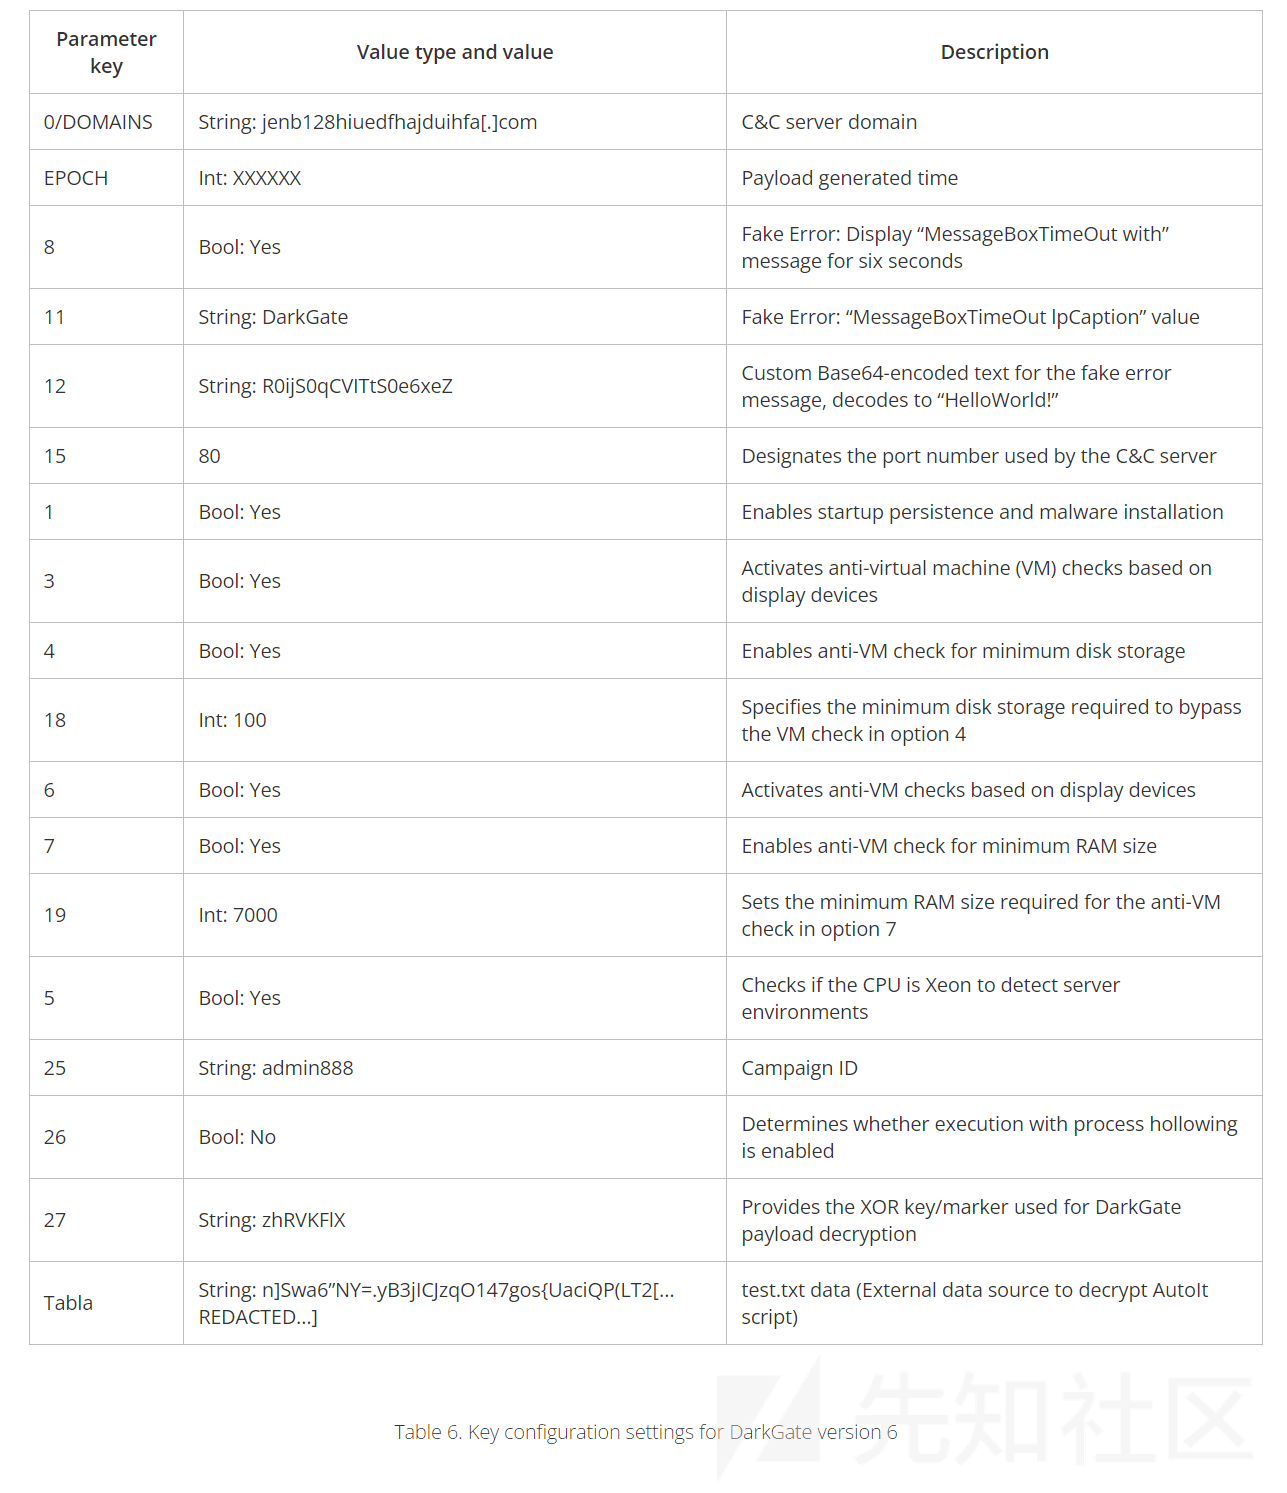 Parameter
key
Value type and value
Description
0/DOMAINS
String: jenb128hiuedfhajduihfa[.]com
C&C server domain
EPOCH
Int: XXXXXX
Payload generated time
8
Bool: Yes
Fake Error: Display “MessageBoxTimeOut with”
message for six seconds
11
String: DarkGate
Fake Error: “MessageBoxTimeOut lpCaption” value
12
String: R0ijS0qCVITtS0e6xeZ
Custom Base64-encoded text for the fake error
message, decodes to “HelloWorld!”
15
80
Designates the port number used by the C&C server
1
Bool: Yes
Enables startup persistence and malware installation
3
Bool: Yes
Activates anti-virtual machine (VM) checks based on
display devices
4
Bool: Yes
Enables anti-VM check for minimum disk storage
18
Int: 100
Specifies the minimum disk storage required to bypass
the VM check in option 4
6
Bool: Yes
Activates anti-VM checks based on display devices
7
Bool: Yes
Enables anti-VM check for minimum RAM size
19
Int: 7000
Sets the minimum RAM size required for the anti-VM
check in option 7
5
Bool: Yes
Checks if the CPU is Xeon to detect server
environments
25
String: admin888
Campaign ID
26
Bool: No
Determines whether execution with process hollowing
is enabled
27
String: zhRVKFlX
Provides the XOR key/marker used for DarkGate
payload decryption
Tabla
String: n]Swa6”NY=.yB3jICJzqO147gos{UaciQP(LT2[...
REDACTED...]
test.txt data (External data source to decrypt AutoIt
script)
Table 6. Key configuration settings for DarkGate version 6
先知社区